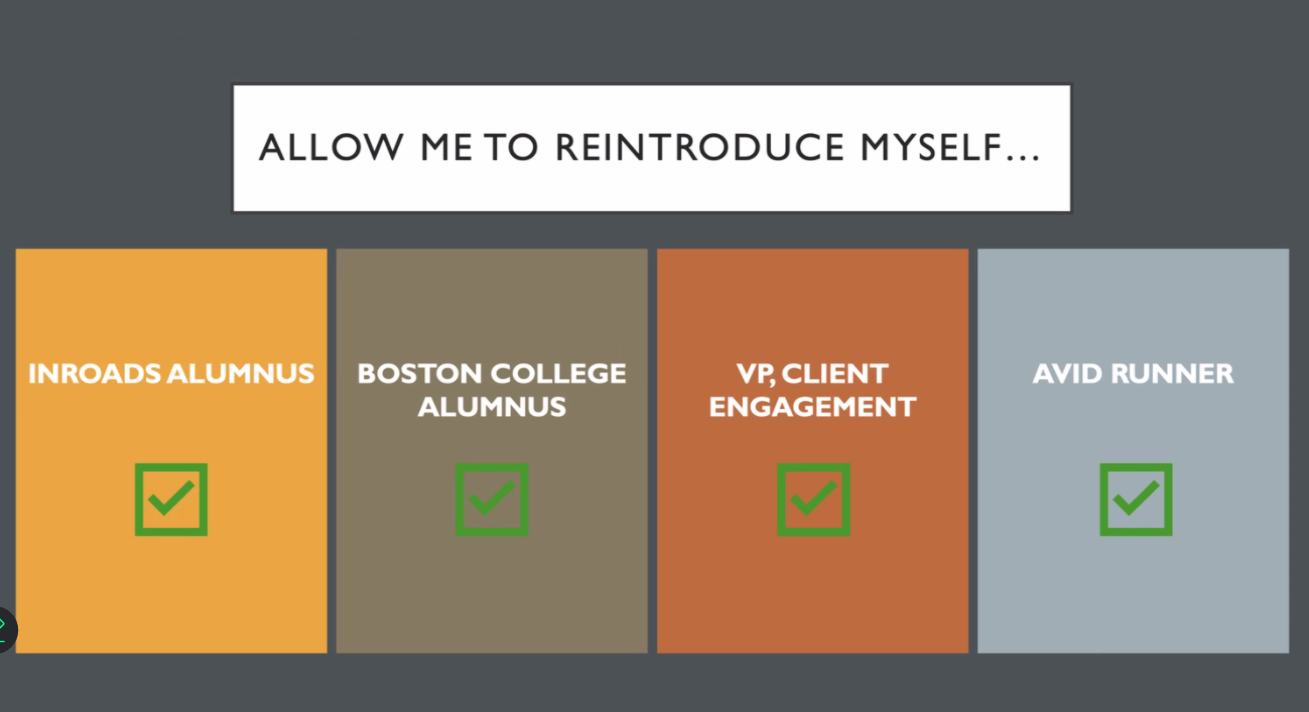 ALLOW ME TO REINTRODUCE MYSELF...
INROADS ALUMNUS
BOSTON COLLEGE
ALUMNUS
VP, CLIENT
ENGAGEMENT
AVID RUNNER